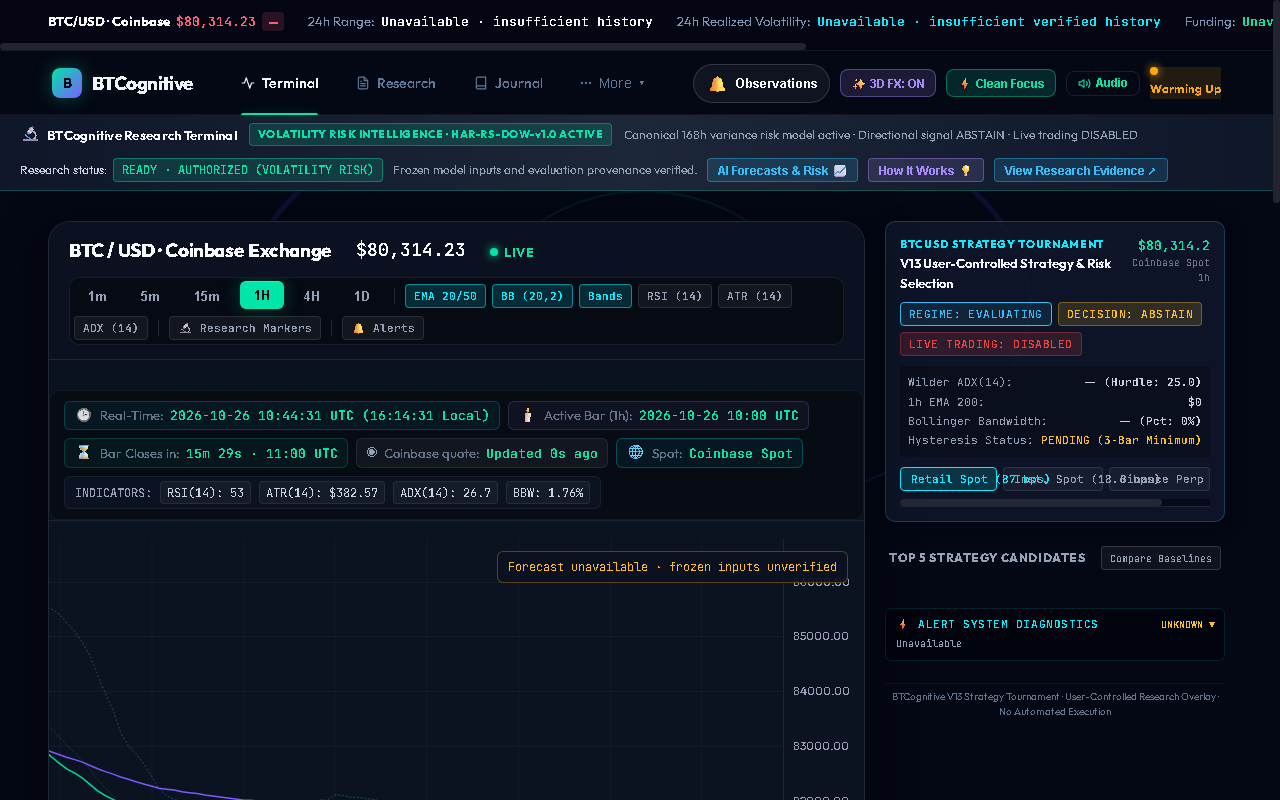 BTC/USD · Coinbase $80,314.23 — 24h Range: Unavailable · insufficient history 24h Realized Volatility: Unavailable · insufficient verified history Funding: Unav
B BTCognitive Terminal Research Journal ··· More ▾ Observations 3D FX: ON Clean Focus Audio Warming Up
BTCognitive Research Terminal VOLATILITY RISK INTELLIGENCE · HAR-RS-DOW-v1.0 ACTIVE Canonical 168h variance risk model active · Directional signal ABSTAIN · Live trading DISABLED
Research status: READY · AUTHORIZED (VOLATILITY RISK) Frozen model inputs and evaluation provenance verified. AI Forecasts & Risk How It Works View Research Evidence ↗
BTC / USD · Coinbase Exchange $80,314.23 LIVE
1m 5m 15m 1H 4H 1D EMA 20/50 BB (20,2) Bands RSI (14) ATR (14)
ADX (14) Research Markers Alerts
Real-Time: 2026-10-26 10:44:31 UTC (16:14:31 Local) Active Bar (1h): 2026-10-26 10:00 UTC
Bar Closes in: 15m 29s · 11:00 UTC Coinbase quote: Updated 0s ago Spot: Coinbase Spot
INDICATORS: RSI(14): 53 ATR(14): $382.57 ADX(14): 26.7 BBW: 1.76%
Forecast unavailable · frozen inputs unverified
85000.00
84000.00
83000.00
BTCUSD STRATEGY TOURNAMENT $80,314.2
V13 User-Controlled Strategy & Risk Coinbase Spot
Selection 1h
REGIME: EVALUATING DECISION: ABSTAIN
LIVE TRADING: DISABLED
Wilder ADX(14): — (Hurdle: 25.0)
1h EMA 200: $0
Bollinger Bandwidth: — (Pct: 0%)
Hysteresis Status: PENDING (3-Bar Minimum)
Retail Spot Spot Perp
TOP 5 STRATEGY CANDIDATES Compare Baselines
ALERT SYSTEM DIAGNOSTICS UNKNOWN ▼
Unavailable
BTCognitive V13 Strategy Tournament · User-Controlled Research Overlay ·
No Automated Execution